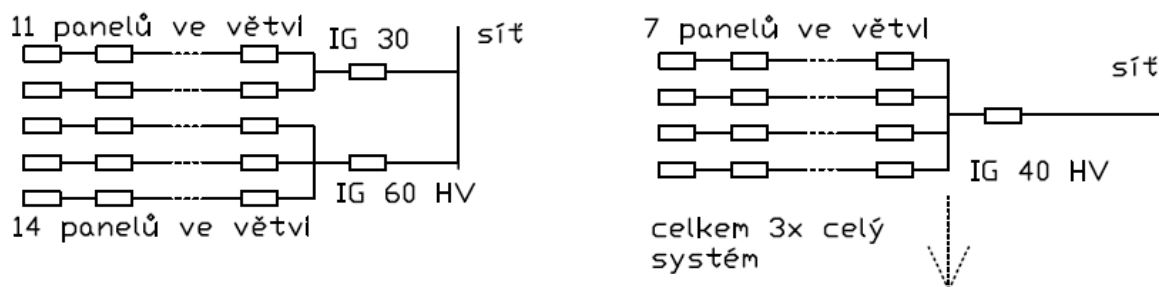 11 panelů ve větvi
IG 30
síť
IG 60 HV
14 panelů ve větvi
7 panelů ve větvi
síť
IG 40 HV
celkem 3x celý
systém